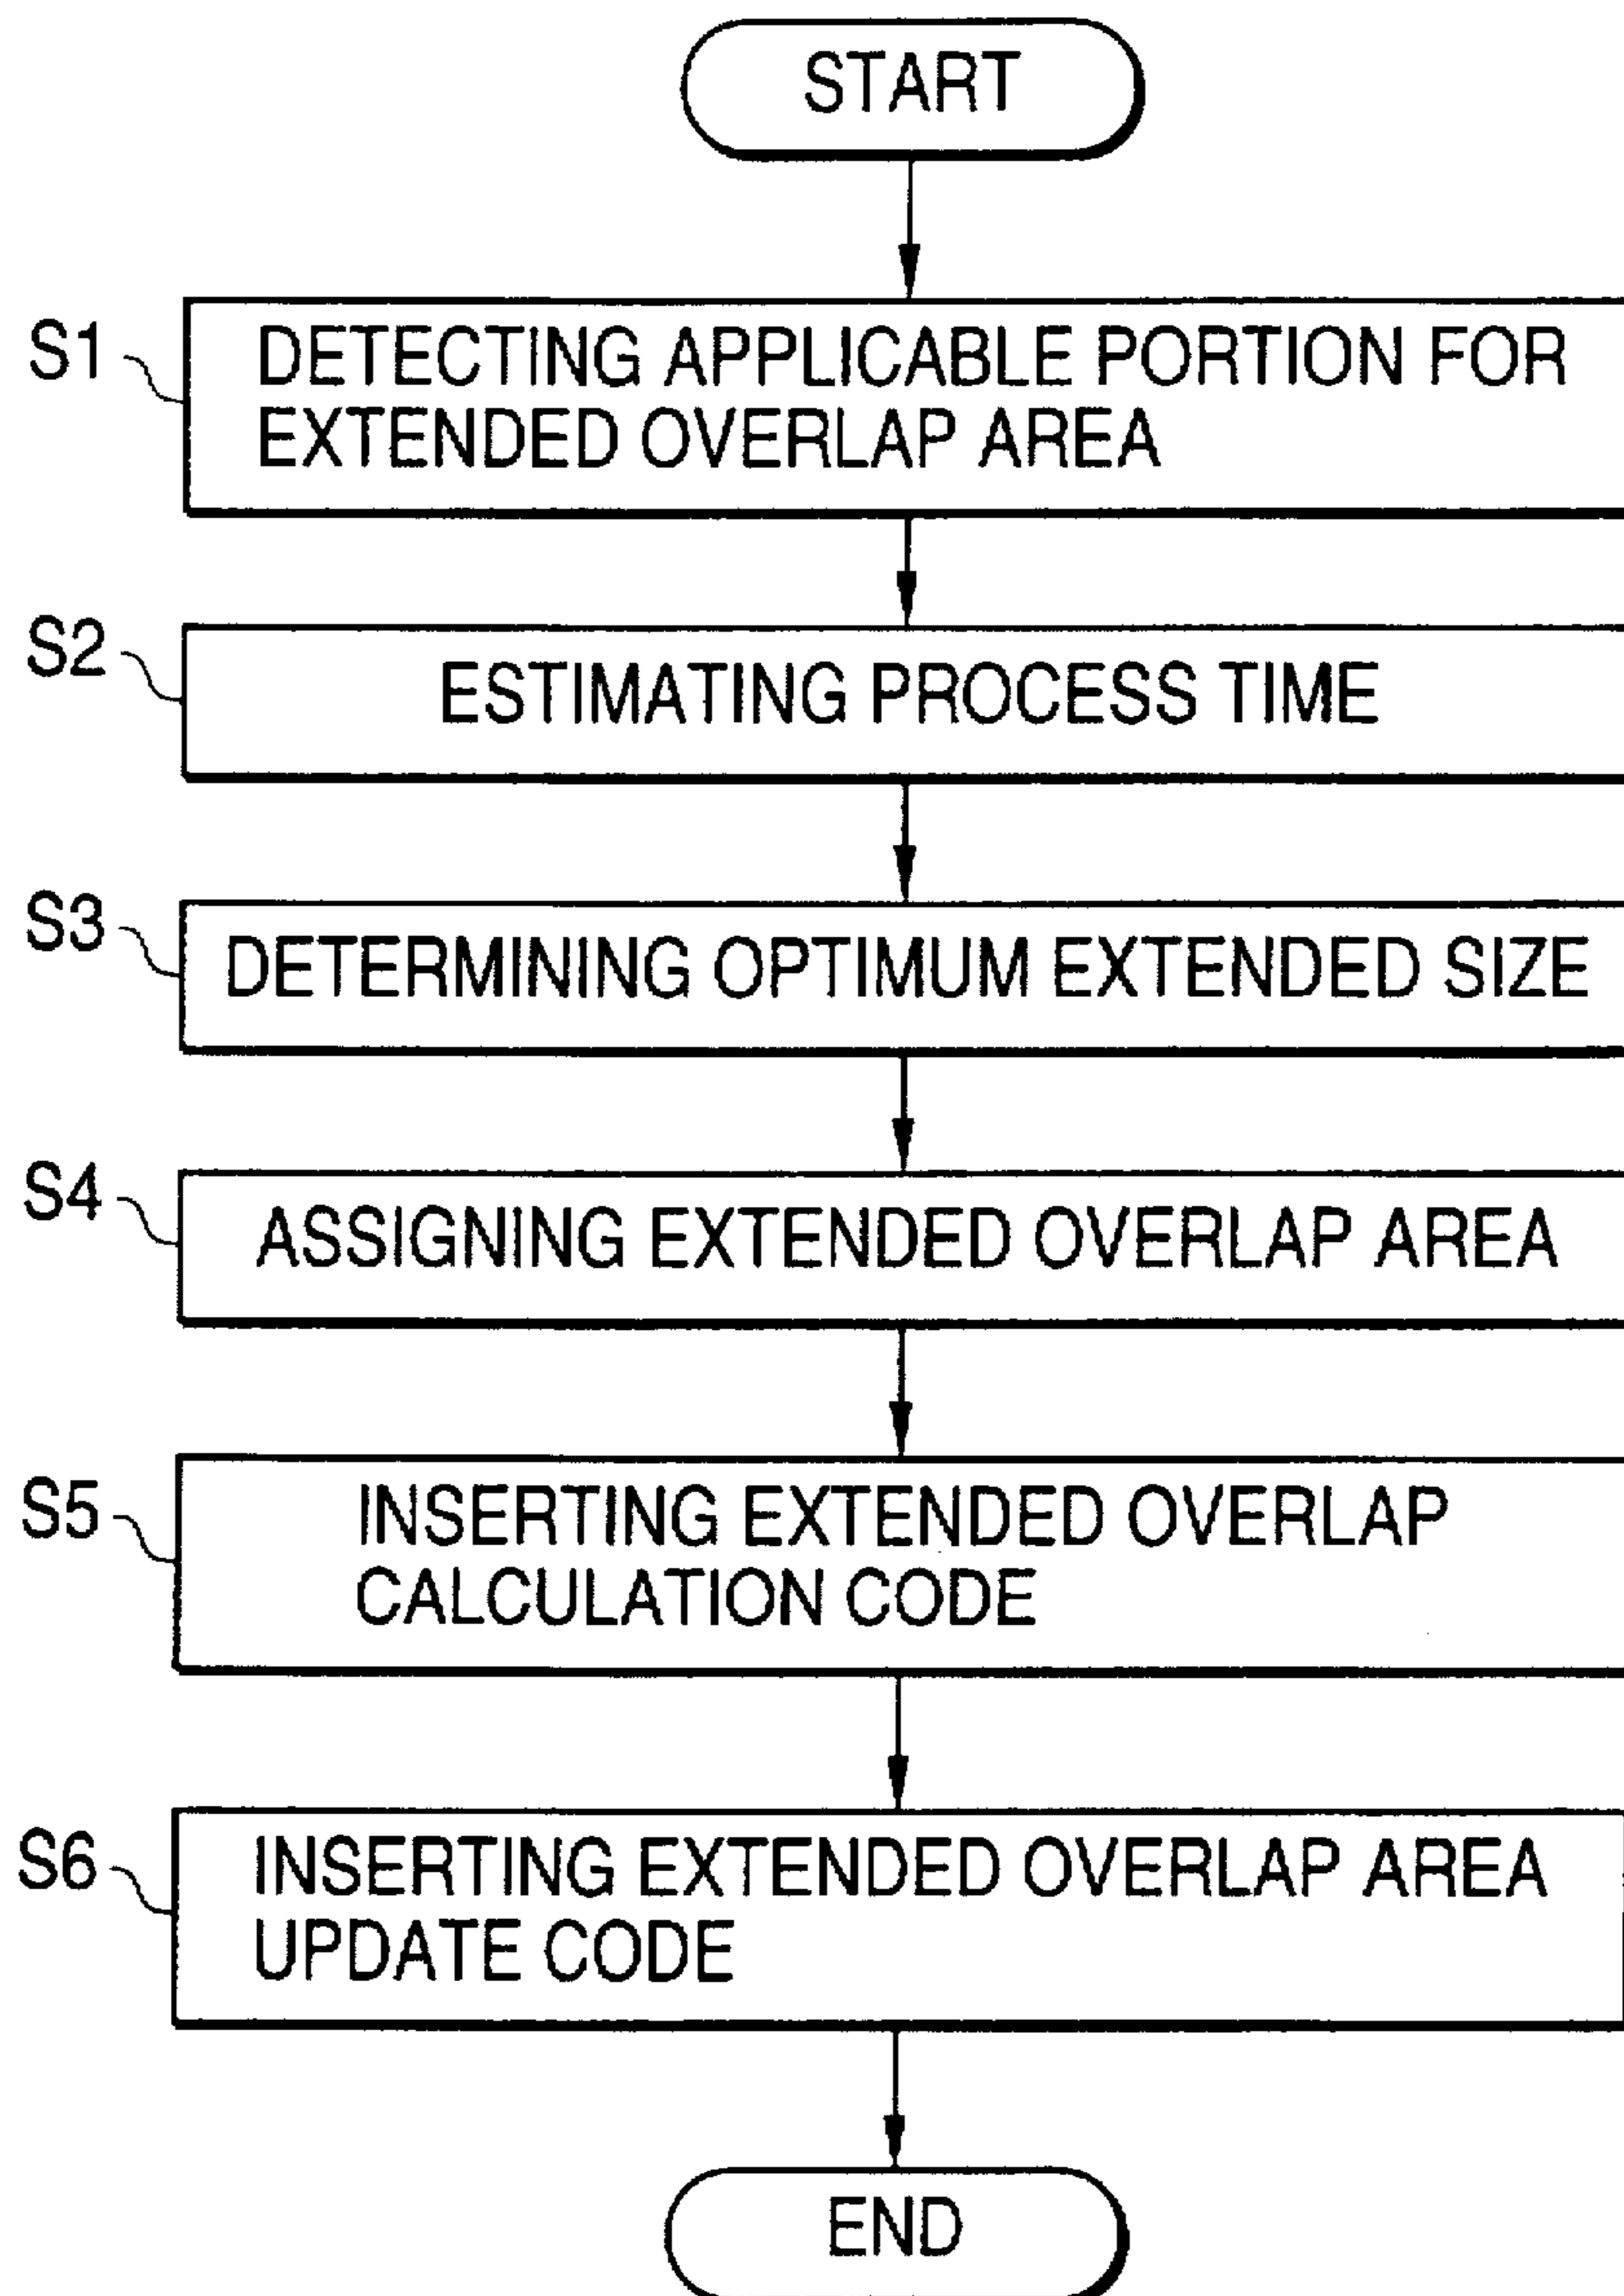 START
S1
DETECTING APPLICABLE PORTION FOR
EXTENDED OVERLAP AREA
S2
ESTIMATING PROCESS TIME
S3
DETERMINING OPTIMUM EXTENDED SIZE
S4
ASSIGNING EXTENDED OVERLAP AREA
S5
INSERTING EXTENDED OVERLAP
CALCULATION CODE
S6
INSERTING EXTENDED OVERLAP AREA
UPDATE CODE
END